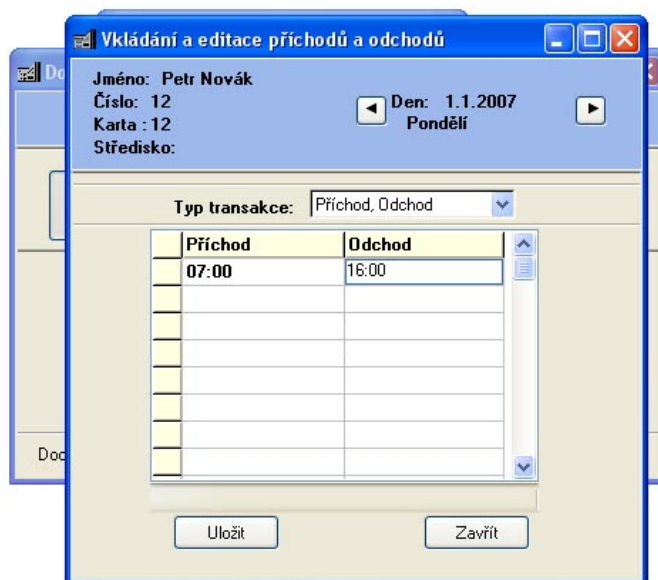 Vkládání a editace příchodů a odchodů
Do
Jméno: Petr Novák
Číslo: 12
Karta : 12
Středisko:
Den: 1.1.2007
Pondělí
Typ transakce: Příchod, Odchod
Příchod Odchod
07:00 16:00
Doc
Uložit Zavřít